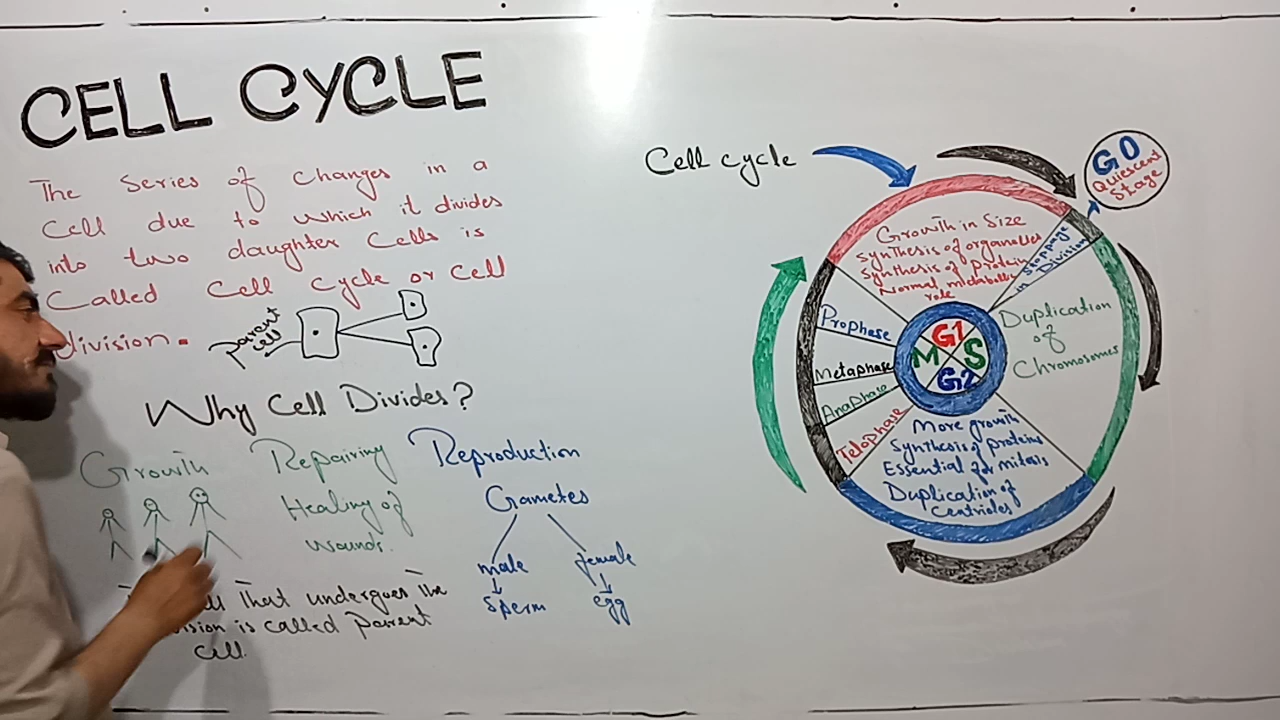 CELL CYCLE
The Series of changes in a
Cell due to which it divides
into two daughter Cells is
Called Cell Cycle or Cell
division.
parent
cell
Why Cell Divides?
Growth Repairing Reproduction
Healing of
wounds.
Gametes
male female
Sperm egg
That undergoes The
is called Parent
Cell.
Cell cycle
G0
Quiescent
Stage
Growth in Size
Synthesis of organelles
Synthesis of Protein
Normal metabolic
role
Stoppage
in Division
Duplication
of
Chromosomes
Prophase
Metaphase
Anaphase
Telophase
G1
M S
G2
More growth
Synthesis of proteins
Essential for mitosis
Duplication of
Centrioles